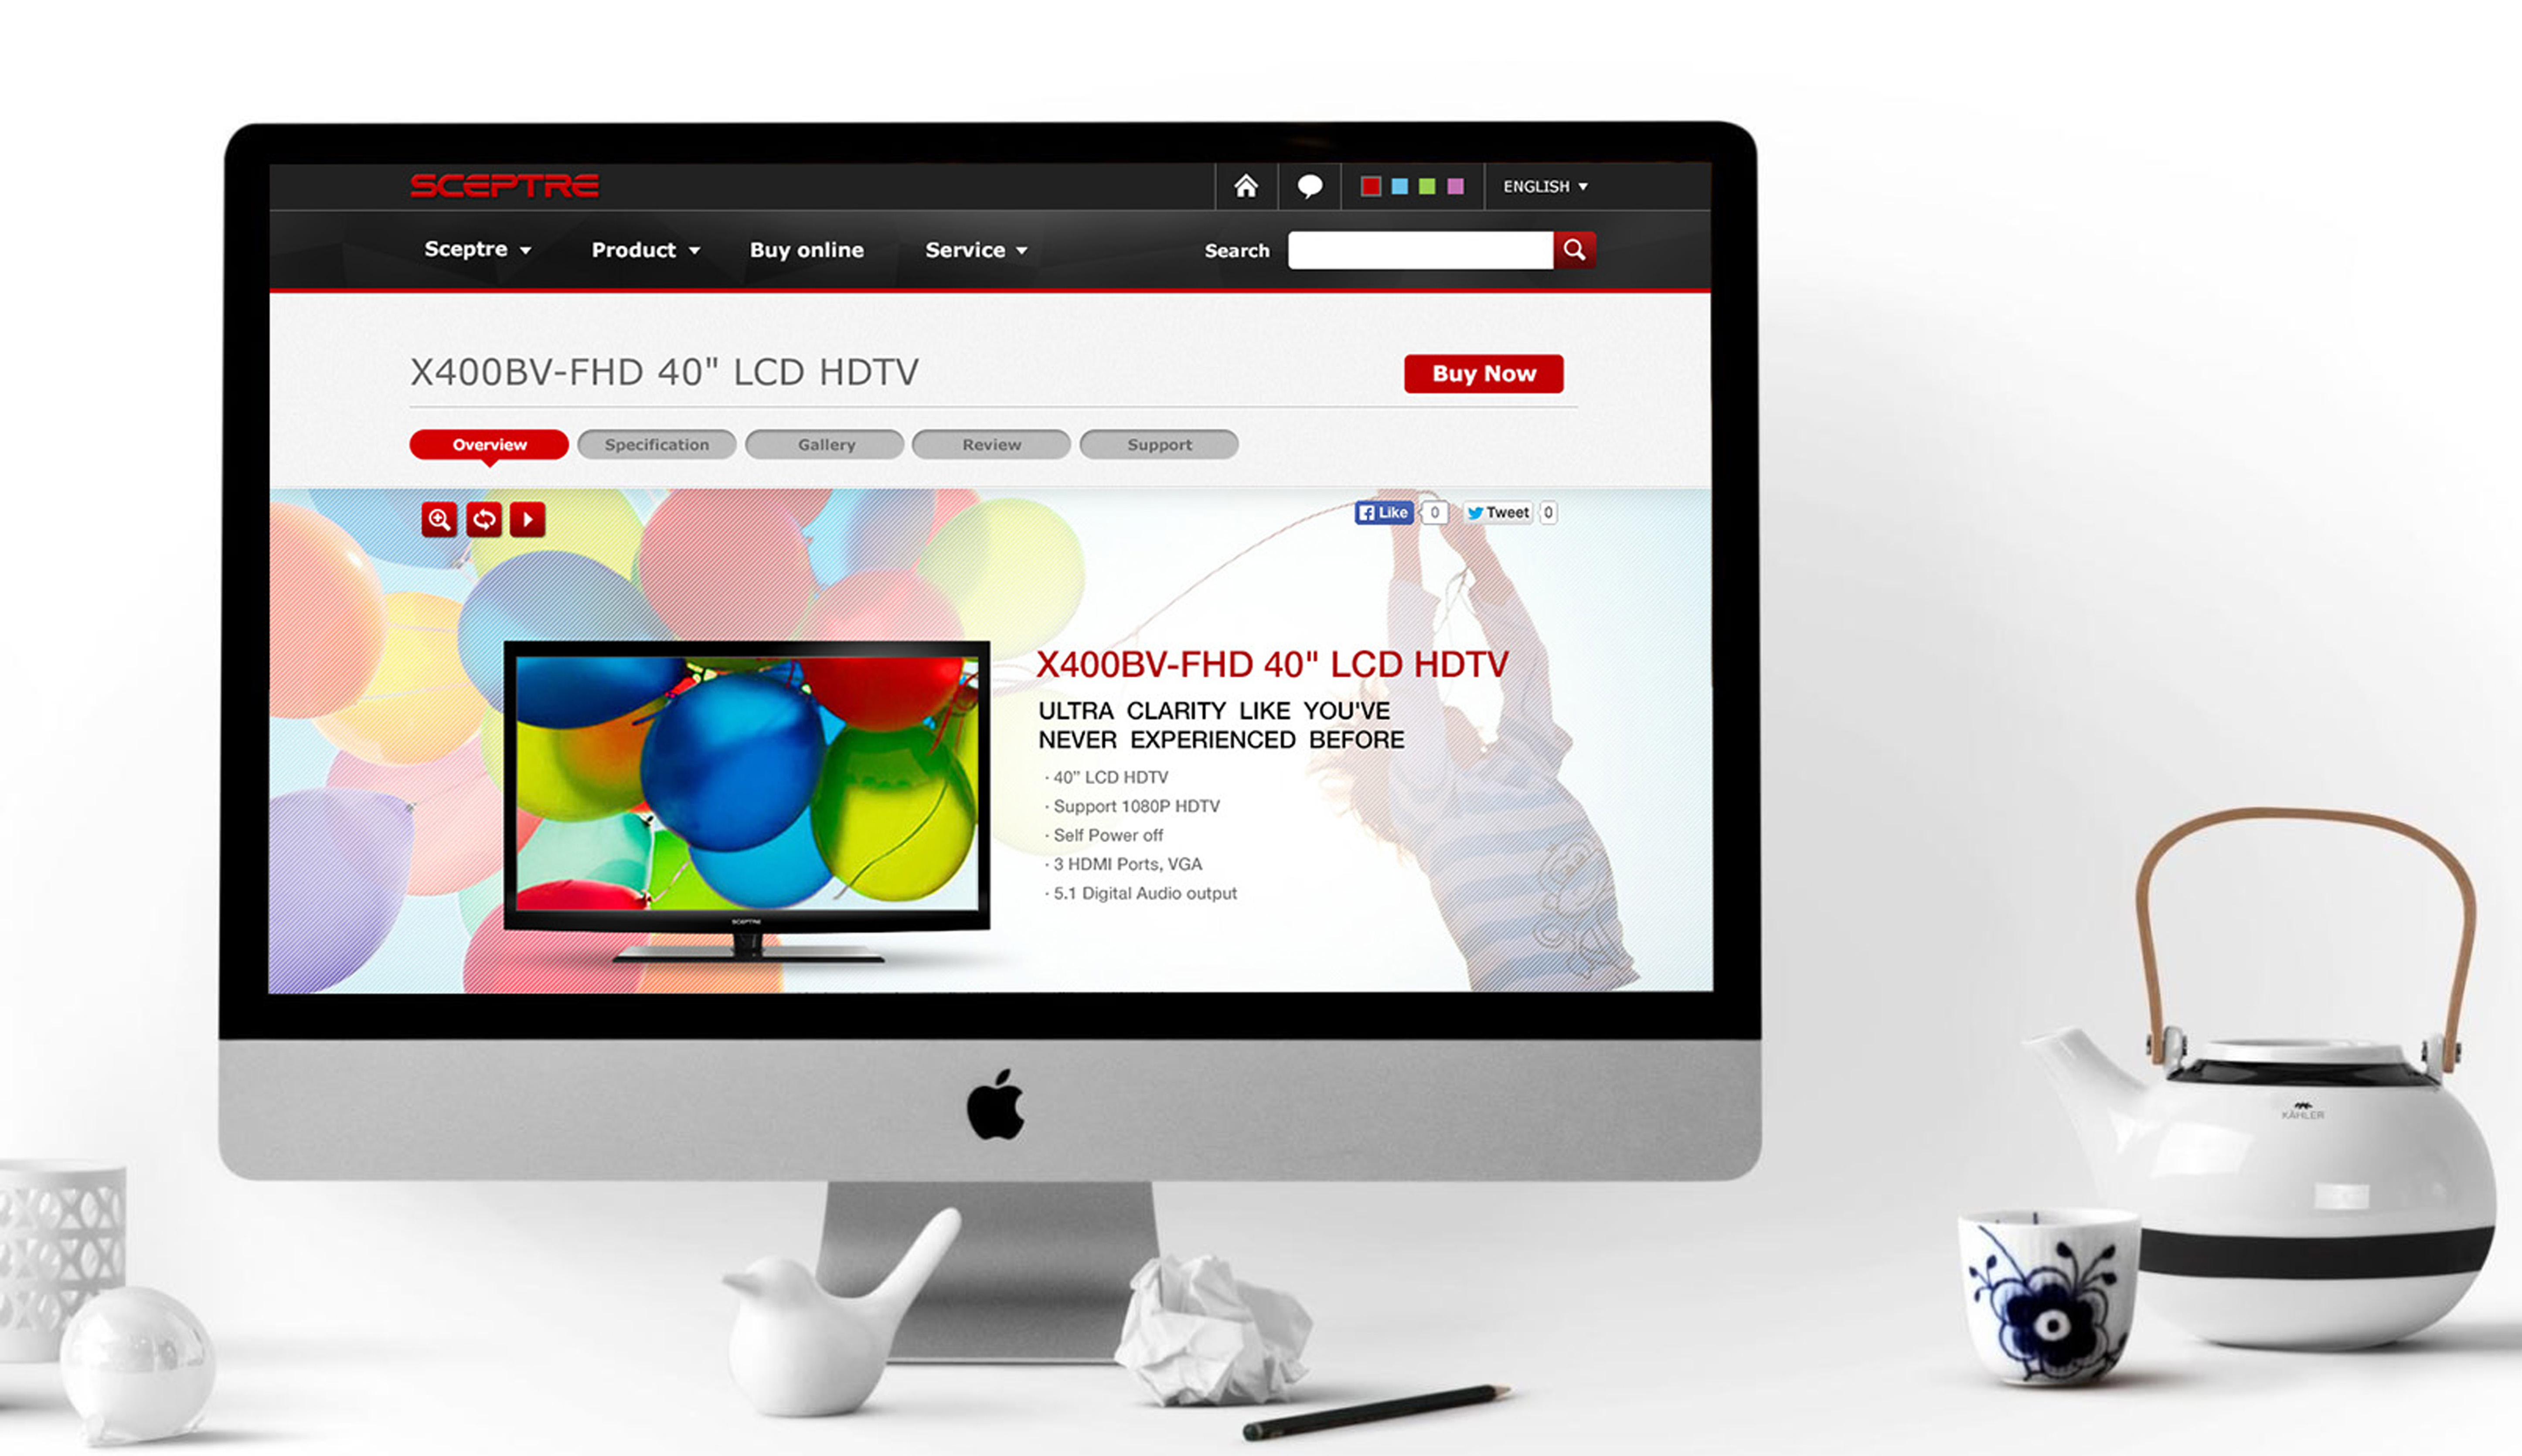 SCEPTRE
ENGLISH
Sceptre
Product
Buy online
Service
Search
X400BV-FHD 40" LCD HDTV
Buy Now
Overview
Specification
Gallery
Review
Support
Like
0
Tweet
0
X400BV-FHD 40" LCD HDTV
ULTRA CLARITY LIKE YOU'VE
NEVER EXPERIENCED BEFORE
· 40” LCD HDTV
· Support 1080P HDTV
· Self Power off
· 3 HDMI Ports, VGA
· 5.1 Digital Audio output
SCEPTRE
KÄHLER